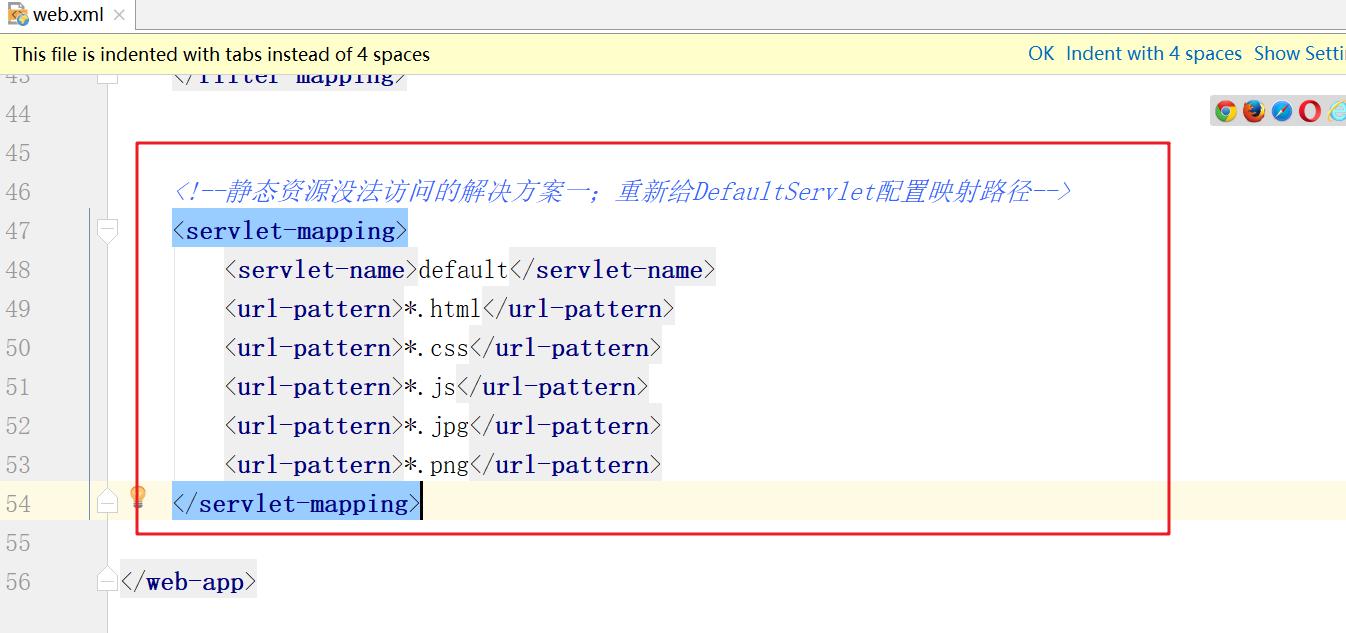 web.xml
This file is indented with tabs instead of 4 spaces OK Indent with 4 spaces Show Setti
43 </filter-mapping>
44
45
46 <!--静态资源没法访问的解决方案一；重新给DefaultServlet配置映射路径-->
47 <servlet-mapping>
48 <servlet-name>default</servlet-name>
49 <url-pattern>*.html</url-pattern>
50 <url-pattern>*.css</url-pattern>
51 <url-pattern>*.js</url-pattern>
52 <url-pattern>*.jpg</url-pattern>
53 <url-pattern>*.png</url-pattern>
54 </servlet-mapping>
55
56 </web-app>